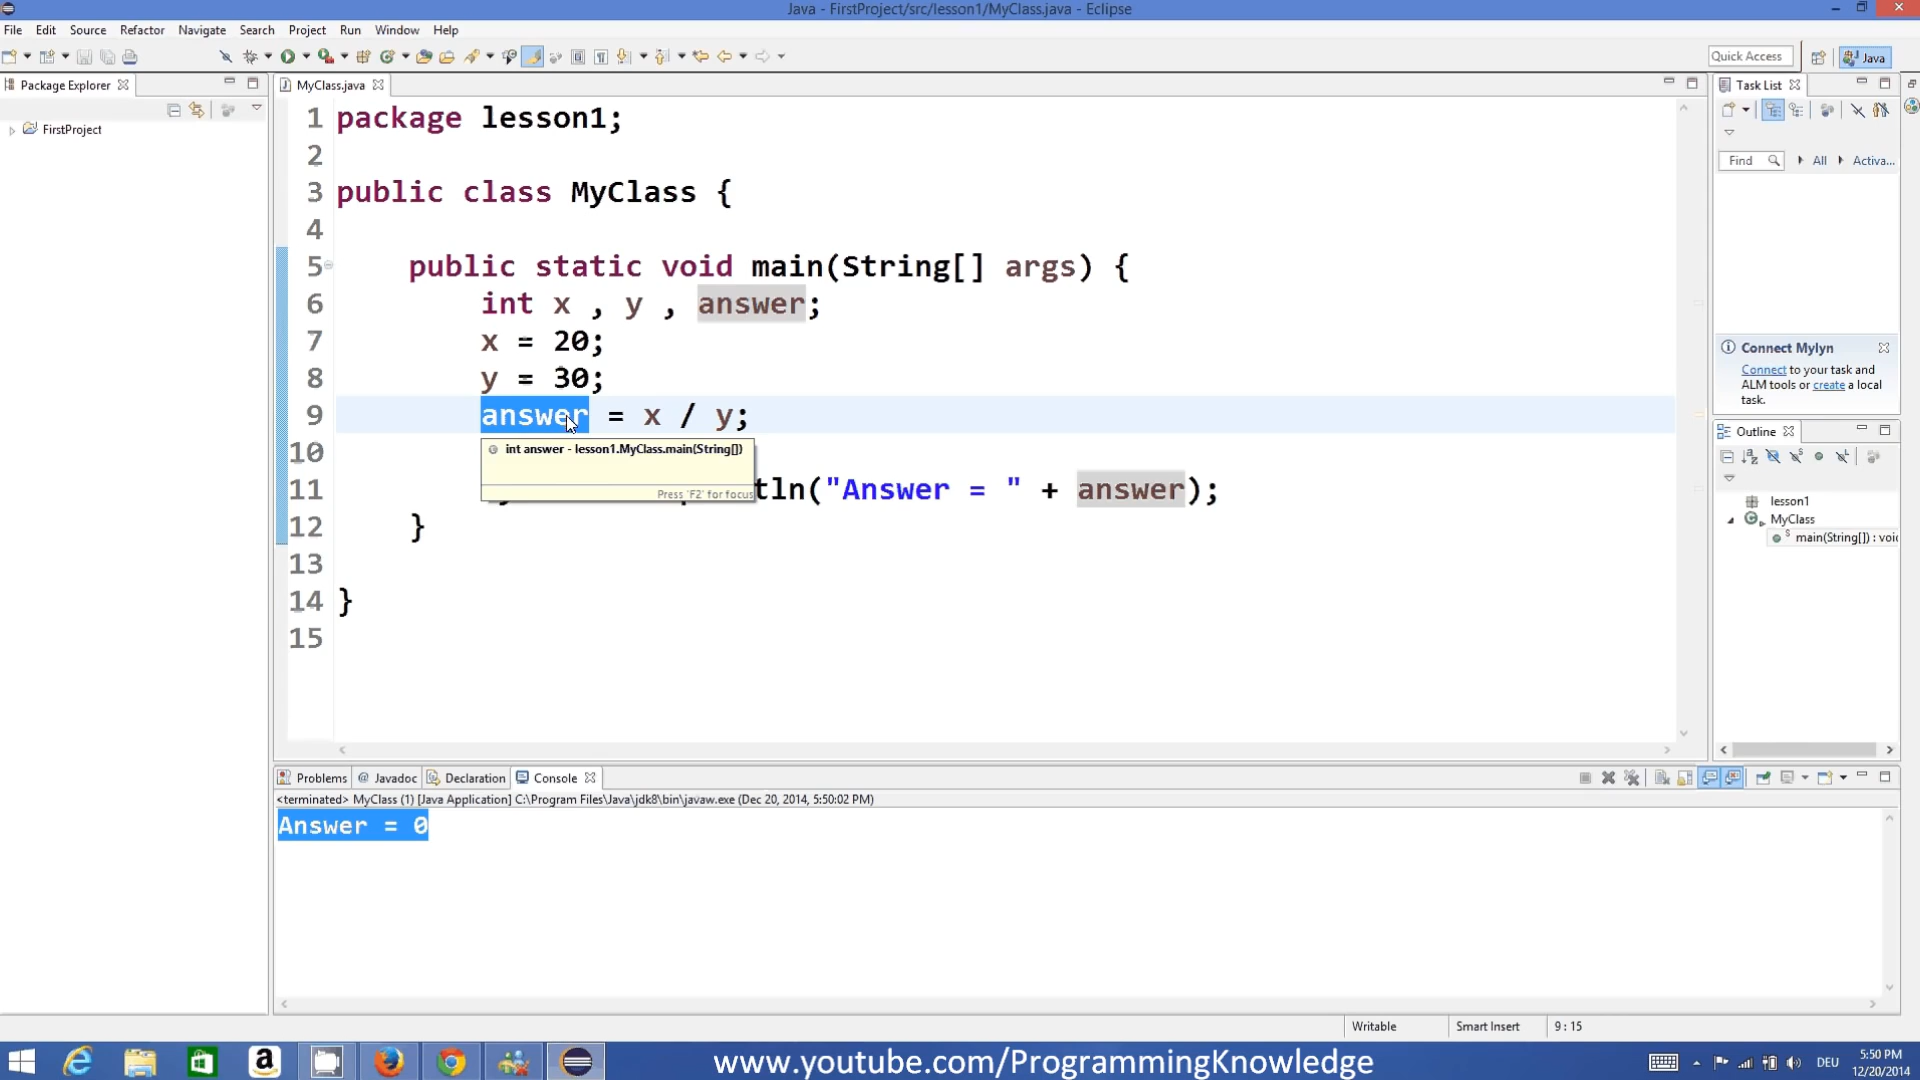 Java - FirstProject/src/lesson1/MyClass.java - Eclipse
File Edit Source Refactor Navigate Search Project Run Window Help
Quick Access
Java
Package Explorer
FirstProject
MyClass.java
1 package lesson1;
2
3 public class MyClass {
4
5 public static void main(String[] args) {
6 int x , y , answer;
7 x = 20;
8 y = 30;
9 answer = x / y;
10
int answer - lesson1.MyClass.main(String[])
Press 'F2' for focus
11 tln("Answer = " + answer);
12 }
13
14 }
15
Task List
Find All Activa...
Connect Mylyn
Connect to your task and
ALM tools or create a local
task.
Outline
lesson1
MyClass
main(String[]) : voi
Problems @ Javadoc Declaration Console
<terminated> MyClass (1) [Java Application] C:\Program Files\Java\jdk8\bin\javaw.exe (Dec 20, 2014, 5:50:02 PM)
Answer = 0
Writable Smart Insert 9 : 15
www.youtube.com/ProgrammingKnowledge
DEU
5:50 PM
12/20/2014